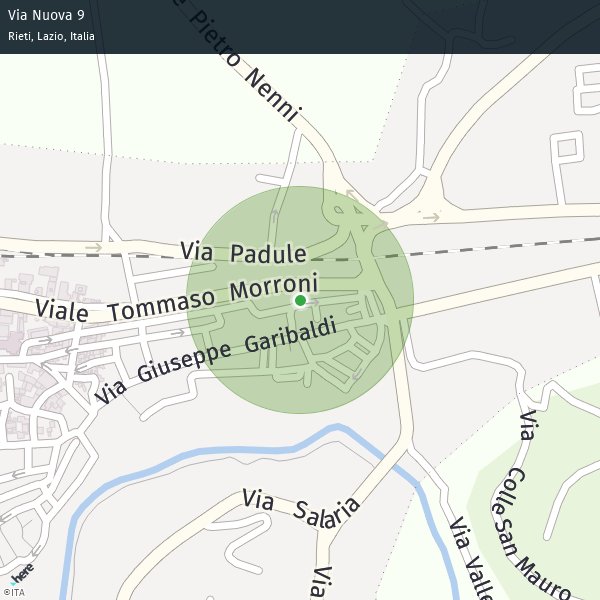 Via Nuova 9
Rieti, Lazio, Italia
Pietro Nenni
Via Padule
Viale Tommaso Morroni
Via Giuseppe Garibaldi
Via Salaria
Via Colle San Mauro
Via Valle
Via
here
©ITA